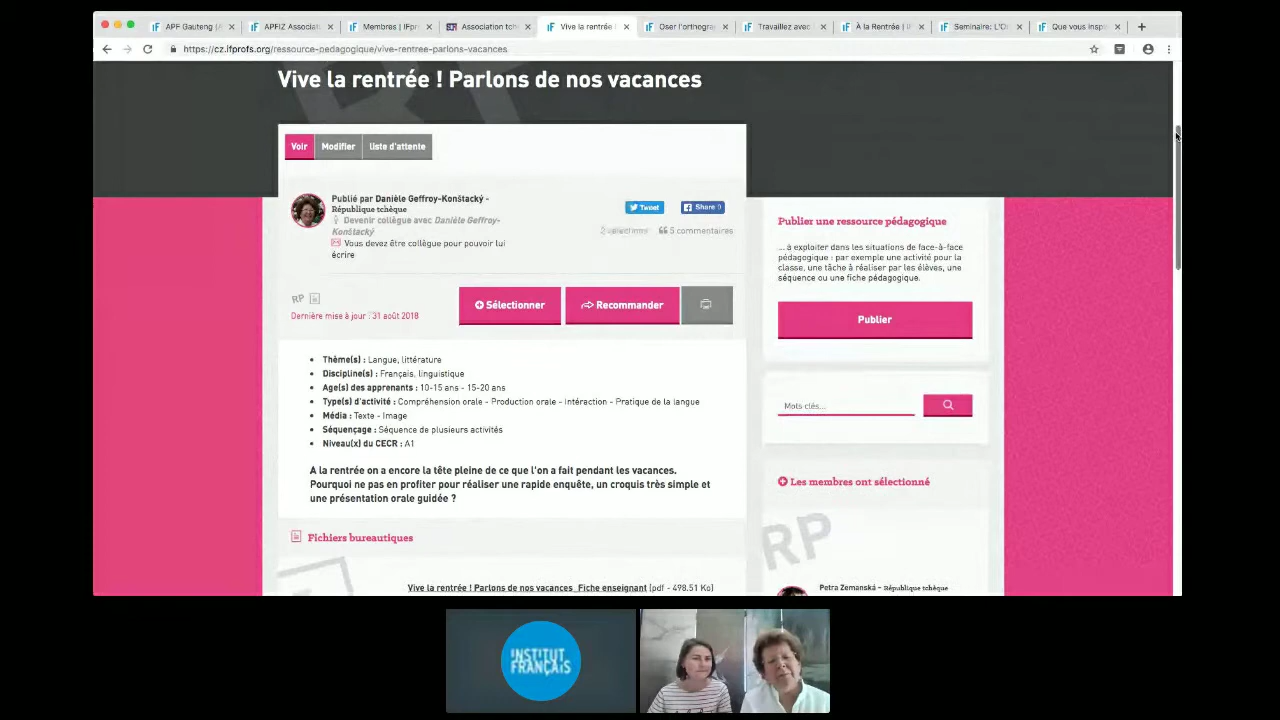 APF Gauteng (A
APFIZ Associati
Membres | IFpr
Association tch
Vive la rentrée !
Oser l'orthogra
Travaillez avec
À la Rentrée | I
Seminaire: L'O
Que vous insp
https://cz.ifprofs.org/ressource-pedagogique/vive-rentree-parlons-vacances
Vive la rentrée ! Parlons de nos vacances
Voir
Modifier
liste d'attente
Publié par Danièle Geffroy-Konštacký -
République tchèque
Devenir collègue avec Danièle Geffroy-
Konštacký
Vous devez être collègue pour pouvoir lui
écrire
Tweet
Share 0
5 commentaires
RP
Dernière mise à jour : 31 août 2018
Sélectionner
Recommander
• Thème(s) : Langue, littérature
• Discipline(s) : Français, linguistique
• Age(s) des apprenants : 10-15 ans - 15-20 ans
• Type(s) d'activité : Compréhension orale - Production orale - Intéraction - Pratique de la langue
• Média : Texte - Image
• Séquençage : Séquence de plusieurs activités
• Niveau(x) du CECR : A1
A la rentrée on a encore la tête pleine de ce que l'on a fait pendant les vacances.
Pourquoi ne pas en profiter pour réaliser une rapide enquête, un croquis très simple et
une présentation orale guidée ?
Fichiers bureautiques
Vive la rentrée ! Parlons de nos vacances_Fiche enseignant [pdf - 498.51 Ko]
Publier une ressource pédagogique
... à exploiter dans les situations de face-à-face
pédagogique : par exemple une activité pour la
classe, une tâche à réaliser par les élèves, une
séquence ou une fiche pédagogique.
Publier
Mots-clés...
Les membres ont sélectionné
RP
Petra Zemanská - République tchèque
INSTITUT
FRANÇAIS